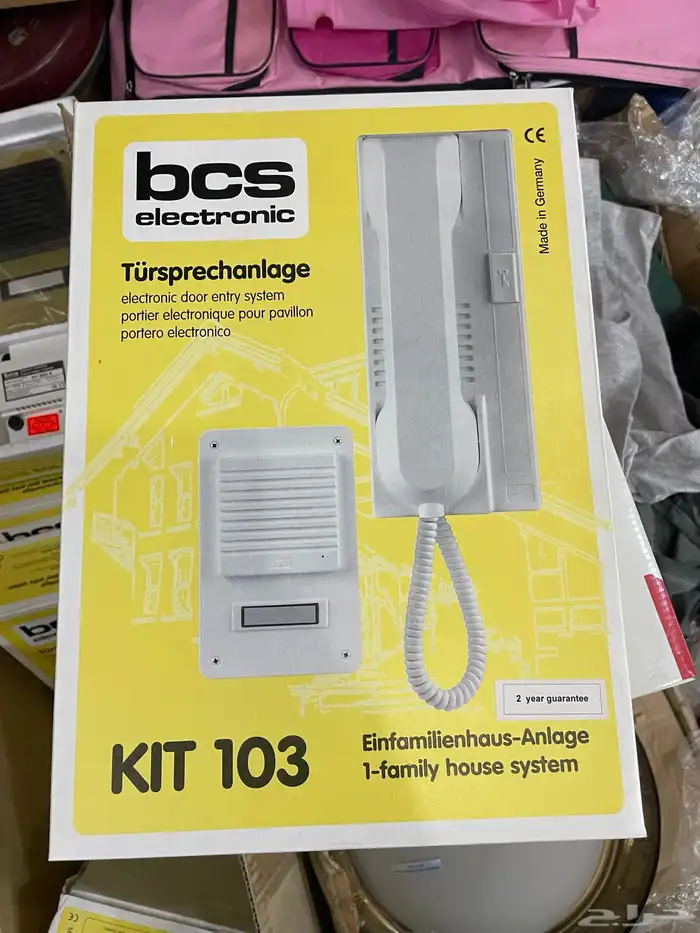 bcs
electronic
CE
Made in Germany
Türsprechanlage
electronic door entry system
portier electronique pour pavillon
portero electronico
2 year guarantee
KIT 103
Einfamilienhaus-Anlage
1-family house system
bcs
bcs
حراج